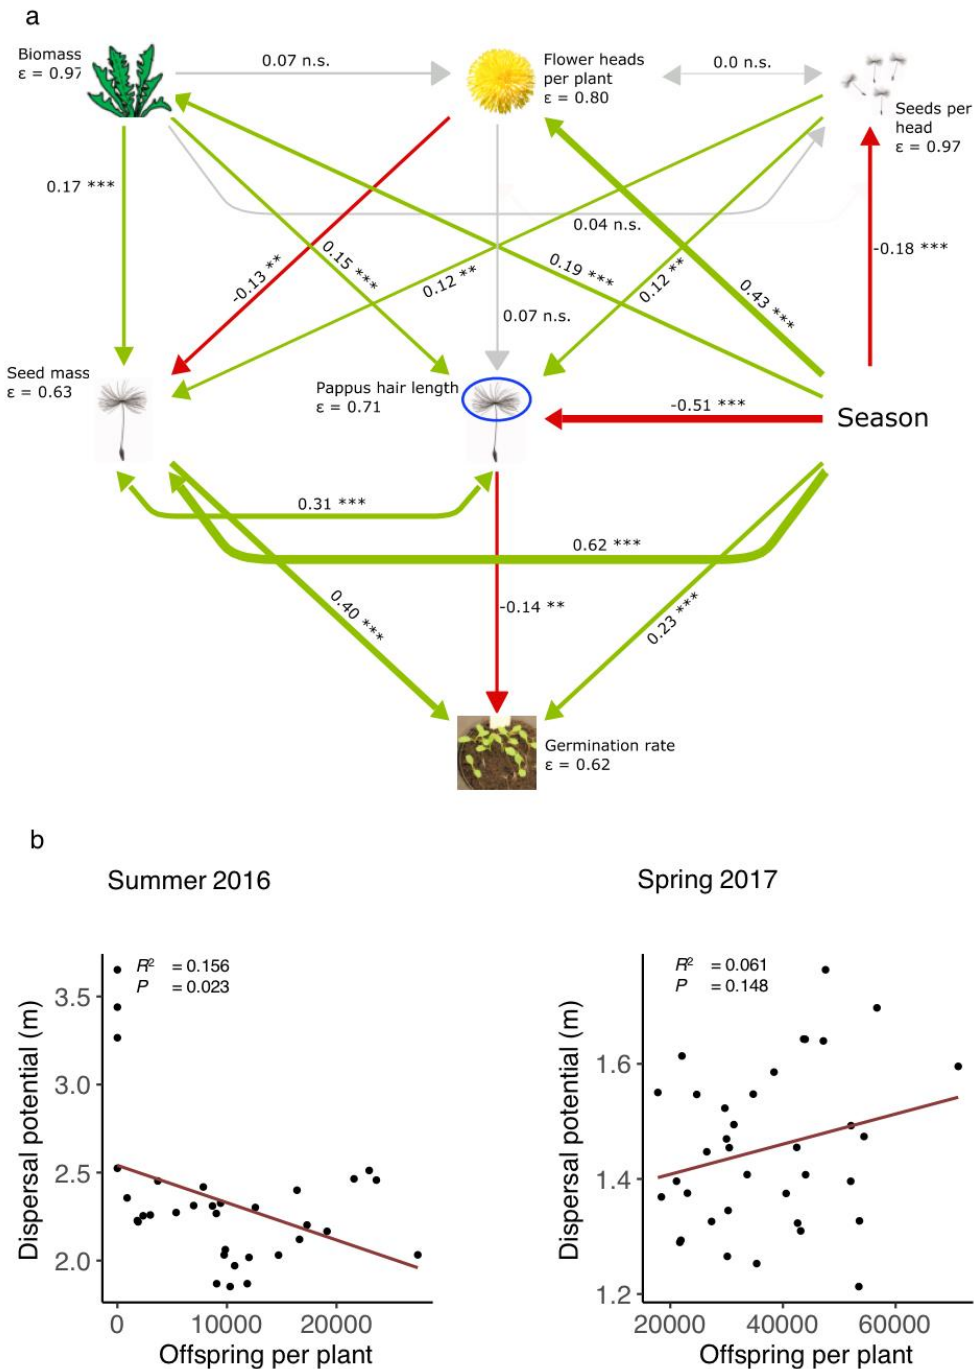 a
Biomass
ε = 0.97
0.07 n.s.
Flower heads
per plant
ε = 0.80
0.0 n.s.
Seeds per
head
ε = 0.97
0.17 ***
-0.13 **
0.15 ***
0.12 **
0.04 n.s.
0.19 ***
0.12 **
0.43 ***
-0.18 ***
0.07 n.s.
Seed mass
ε = 0.63
Pappus hair length
ε = 0.71
-0.51 ***
Season
0.31 ***
0.62 ***
0.40 ***
-0.14 **
0.23 ***
Germination rate
ε = 0.62
b
Summer 2016
R² = 0.156
P = 0.023
Dispersal potential (m)
3.5
3.0
2.5
2.0
0 10000 20000
Offspring per plant
Spring 2017
R² = 0.061
P = 0.148
Dispersal potential (m)
1.6
1.4
1.2
20000 40000 60000
Offspring per plant